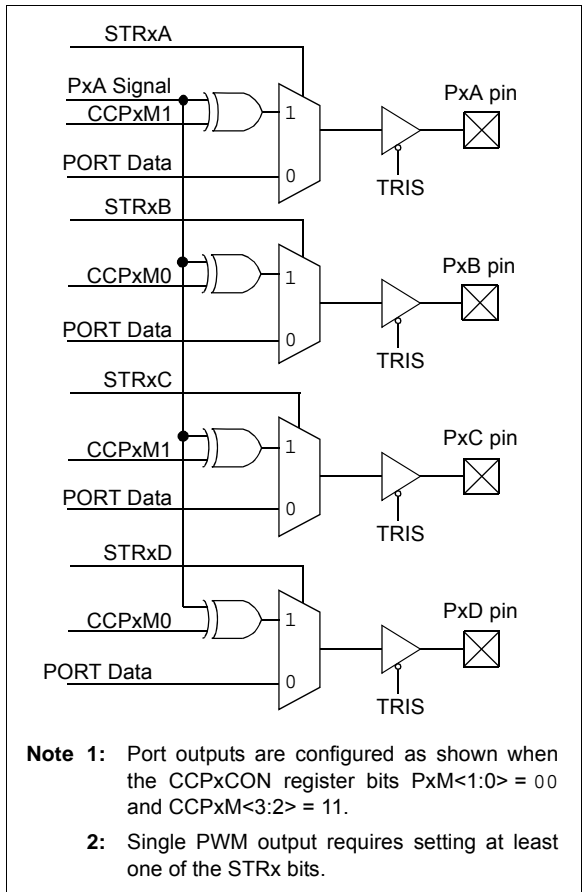 STRxA
PxA Signal
CCPxM1
PORT Data
1
0
TRIS
PxA pin
STRxB
CCPxM0
PORT Data
1
0
TRIS
PxB pin
STRxC
CCPxM1
PORT Data
1
0
TRIS
PxC pin
STRxD
CCPxM0
PORT Data
1
0
TRIS
PxD pin
Note 1: Port outputs are configured as shown when
the CCPxCON register bits PxM<1:0> = 00
and CCPxM<3:2> = 11.
2: Single PWM output requires setting at least
one of the STRx bits.